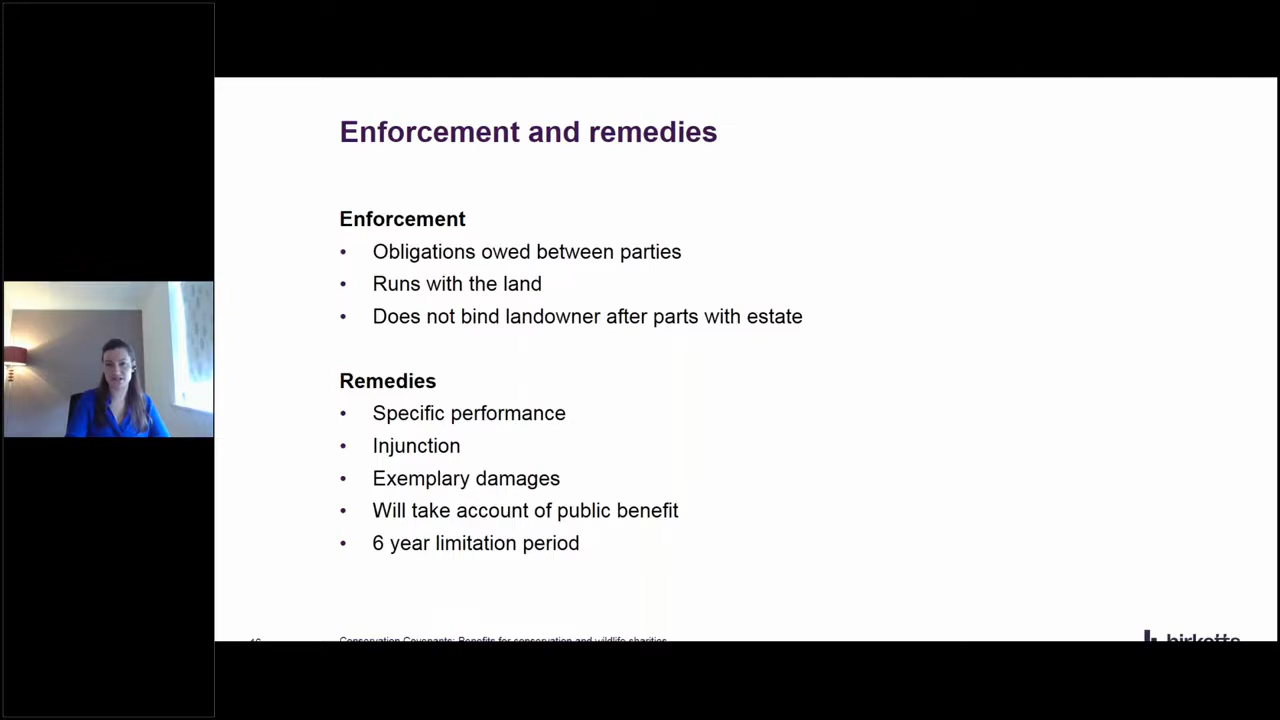 Enforcement and remedies
Enforcement
• Obligations owed between parties
• Runs with the land
• Does not bind landowner after parts with estate
Remedies
• Specific performance
• Injunction
• Exemplary damages
• Will take account of public benefit
• 6 year limitation period
Conservation Covenants: Benefits for conservation and wildlife charities
birketts